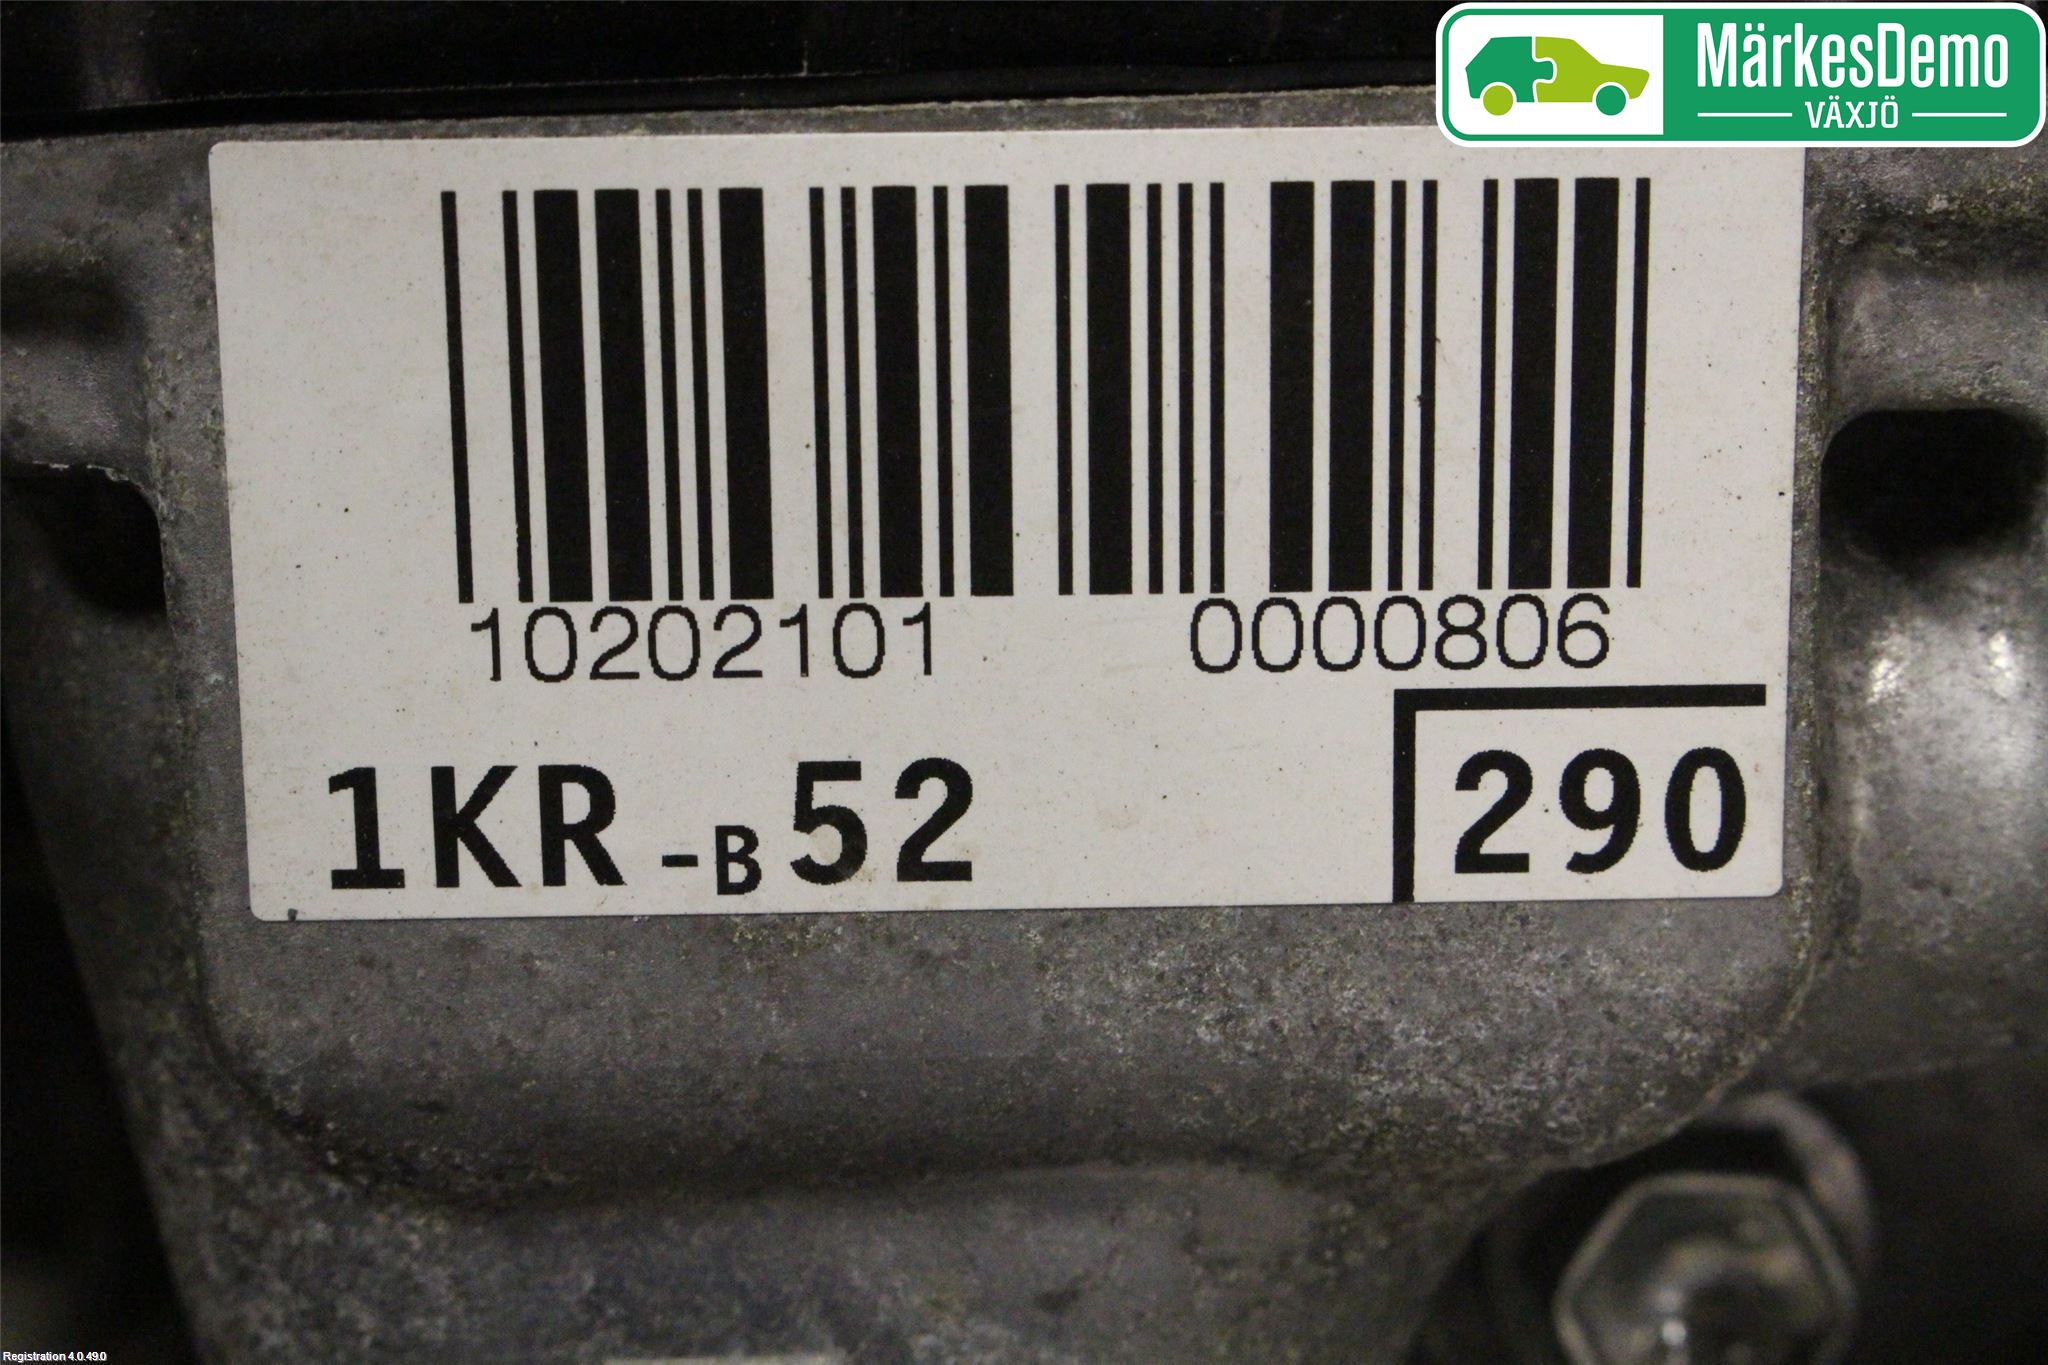 MärkesDemo
VÄXJÖ
10202101 0000806
1KR-B52 290
Registration 4.0.49.0